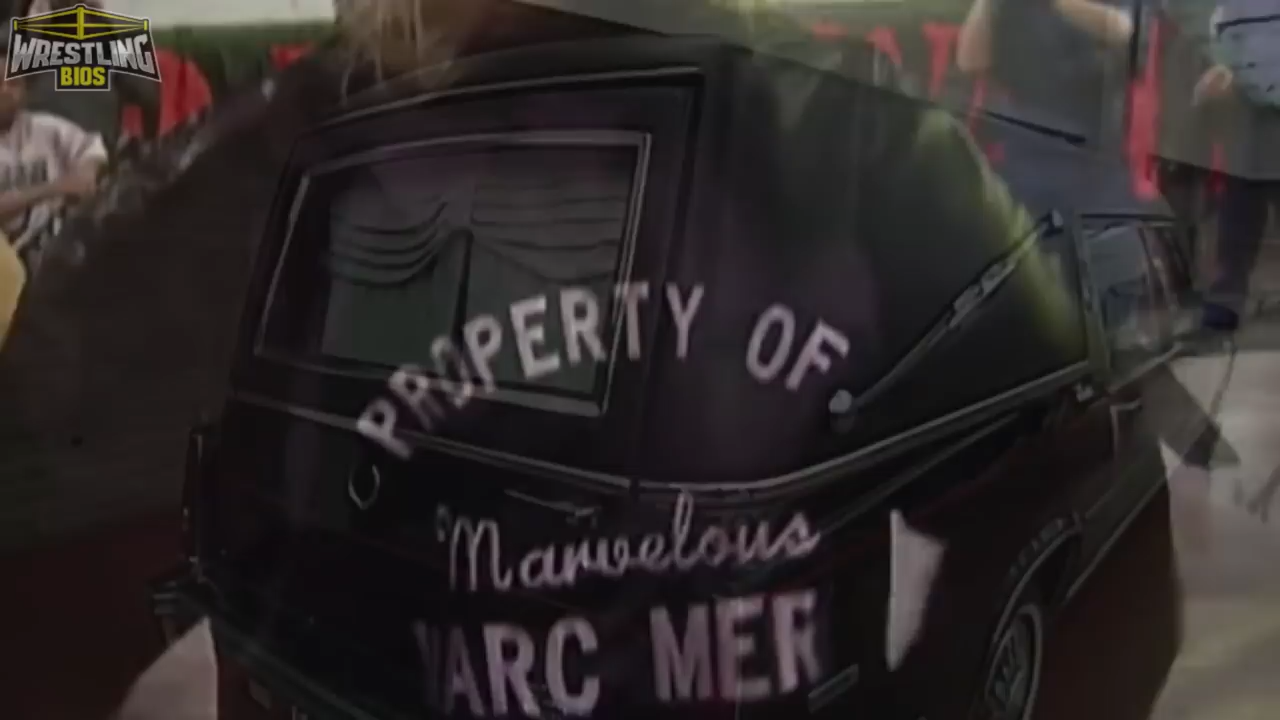 WRESTLING
BIOS
PROPERTY OF
"Marvelous
MARC MER